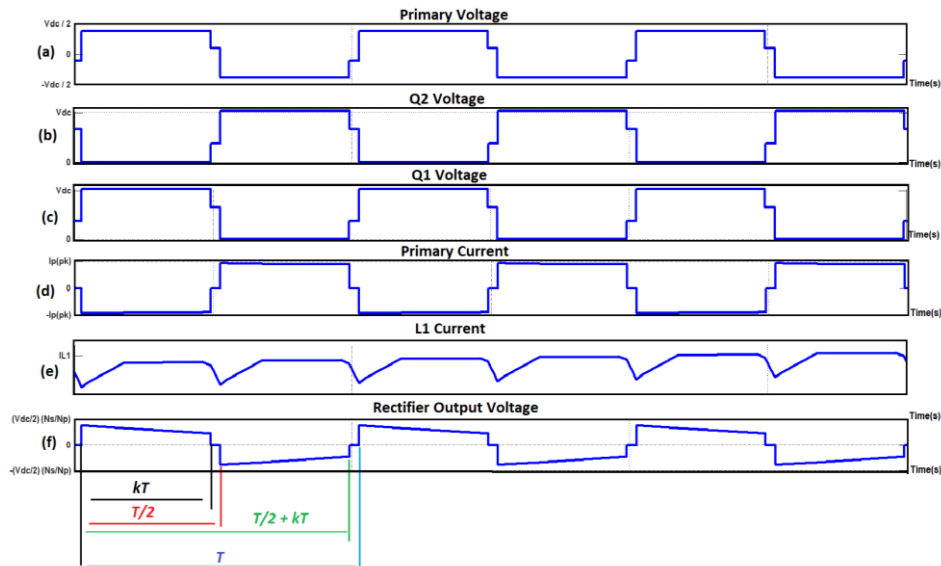 Primary Voltage
Vdc / 2
(a)
0
-Vdc / 2
Time(s)
Q2 Voltage
Vdc
(b)
0
Time(s)
Q1 Voltage
Vdc
(c)
0
Time(s)
Primary Current
Ip(pk)
(d)
0
-Ip(pk)
Time(s)
L1 Current
IL1
(e)
Time(s)
Rectifier Output Voltage
(Vdc/2) (Ns/Np)
(f)
0
-(Vdc/2) (Ns/Np)
Time(s)
kT
T/2
T/2 + kT
T